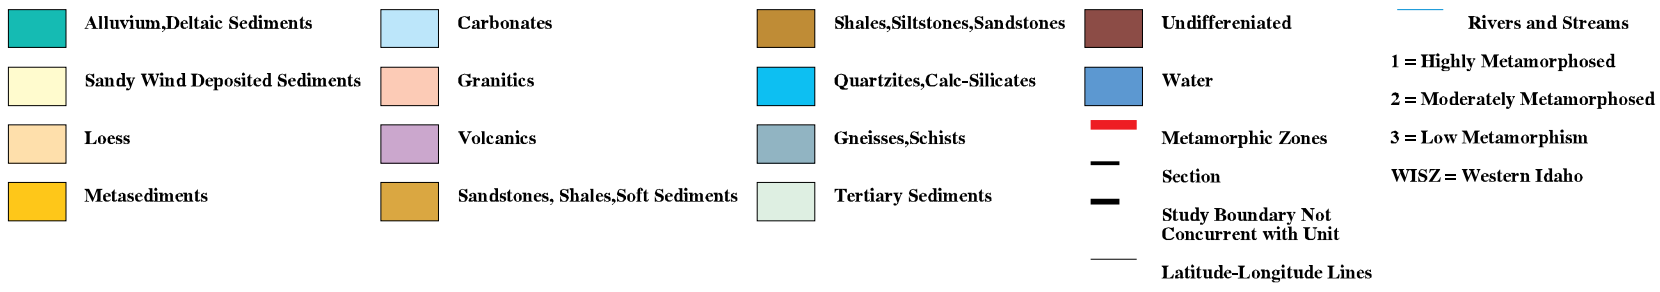 Alluvium,Deltaic Sediments
Sandy Wind Deposited Sediments
Loess
Metasediments
Carbonates
Granitics
Volcanics
Sandstones, Shales,Soft Sediments
Shales,Siltstones,Sandstones
Quartzites,Calc-Silicates
Gneisses,Schists
Tertiary Sediments
Undiffereniated
Water
Metamorphic Zones
Section
Study Boundary Not
Concurrent with Unit
Latitude-Longitude Lines
Rivers and Streams
1 = Highly Metamorphosed
2 = Moderately Metamorphosed
3 = Low Metamorphism
WISZ = Western Idaho